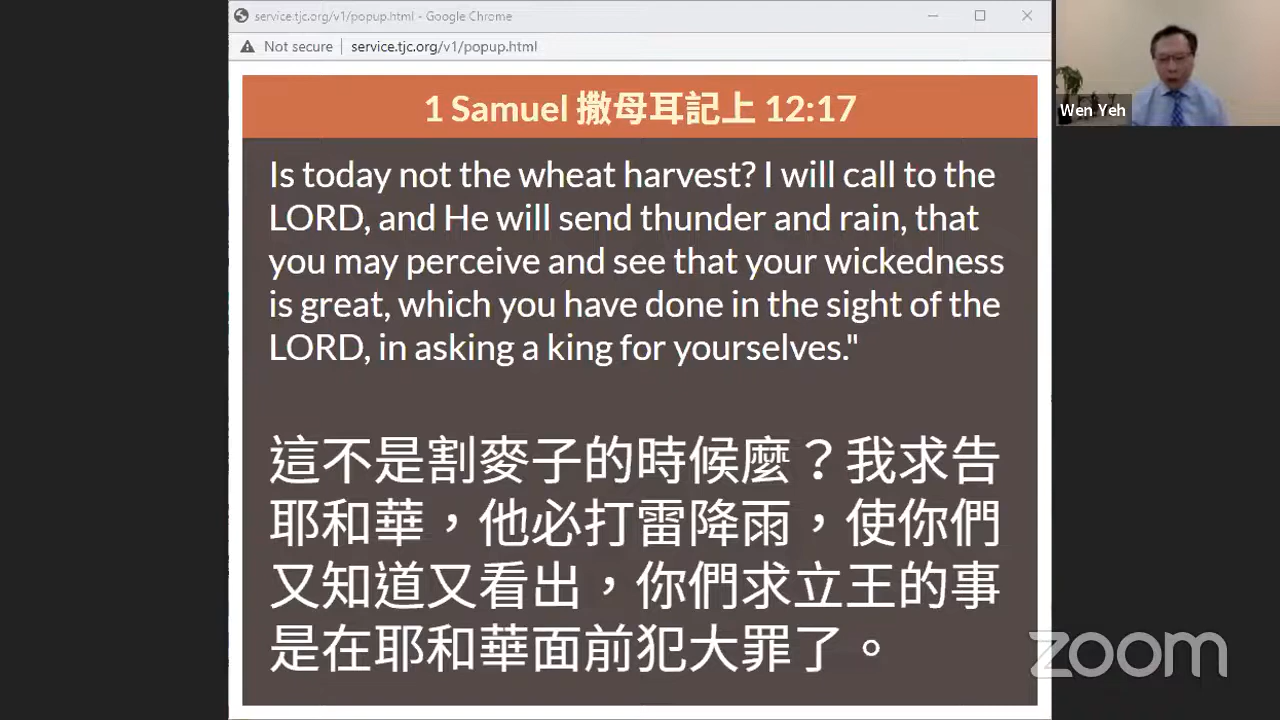 service.tjc.org/v1/popup.html - Google Chrome
Not secure | service.tjc.org/v1/popup.html
1 Samuel 撒母耳記上 12:17
Is today not the wheat harvest? I will call to the
LORD, and He will send thunder and rain, that
you may perceive and see that your wickedness
is great, which you have done in the sight of the
LORD, in asking a king for yourselves."
這不是割麥子的時候麼？我求告
耶和華，他必打雷降雨，使你們
又知道又看出，你們求立王的事
是在耶和華面前犯大罪了。
Wen Yeh
zoom